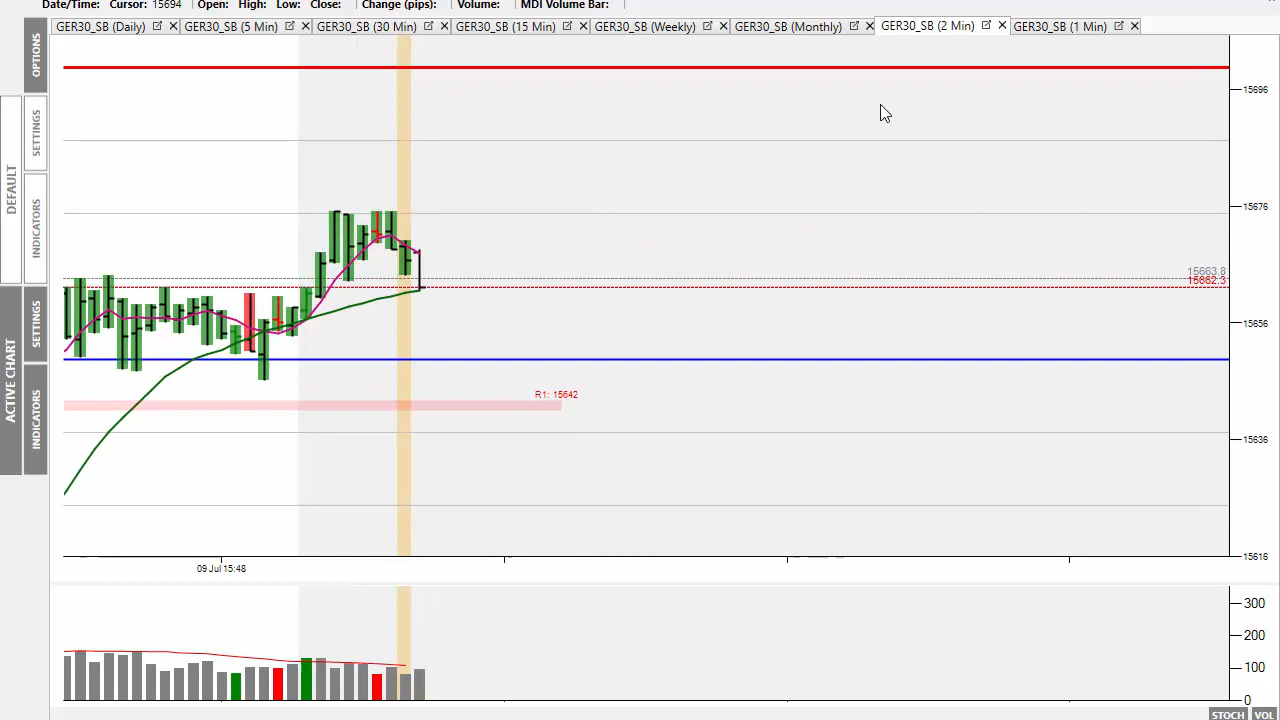 Date/Time: Cursor: 15694 Open: High: Low: Close: Change (pips): Volume: MDI Volume Bar:
GER30_SB (Daily) GER30_SB (5 Min) GER30_SB (30 Min) GER30_SB (15 Min) GER30_SB (Weekly) GER30_SB (Monthly) GER30_SB (2 Min) GER30_SB (1 Min)
OPTIONS
SETTINGS
DEFAULT
INDICATORS
SETTINGS
ACTIVE CHART
INDICATORS
15696
15676
15663.8
15662.3
15656
R1: 15642
15636
15616
09 Jul 15:48
300
200
100
0
STOCH VOL